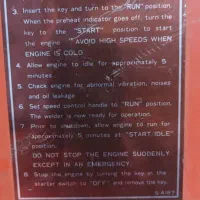 3. Insert the key and turn to the "RUN" position.
When the preheat indicator goes off, turn the
key to the "START" position to start
the engine. AVOID HIGH SPEEDS WHEN
ENGINE IS COLD.
4. Allow engine to idle for approximately 5
minutes.
5. Check engine for abnormal vibration, noises
and oil leakage.
6. Set speed control handle to "RUN" position.
The welder is now ready for operation.
7. Prior to shutdown, allow engine to run for
approximately 5 minutes at "START/IDLE"
position.
DO NOT STOP THE ENGINE SUDDENLY
EXCEPT IN AN EMERGENCY.
8. Stop the engine by turning the key in the
starter switch to "OFF" and remove the key.